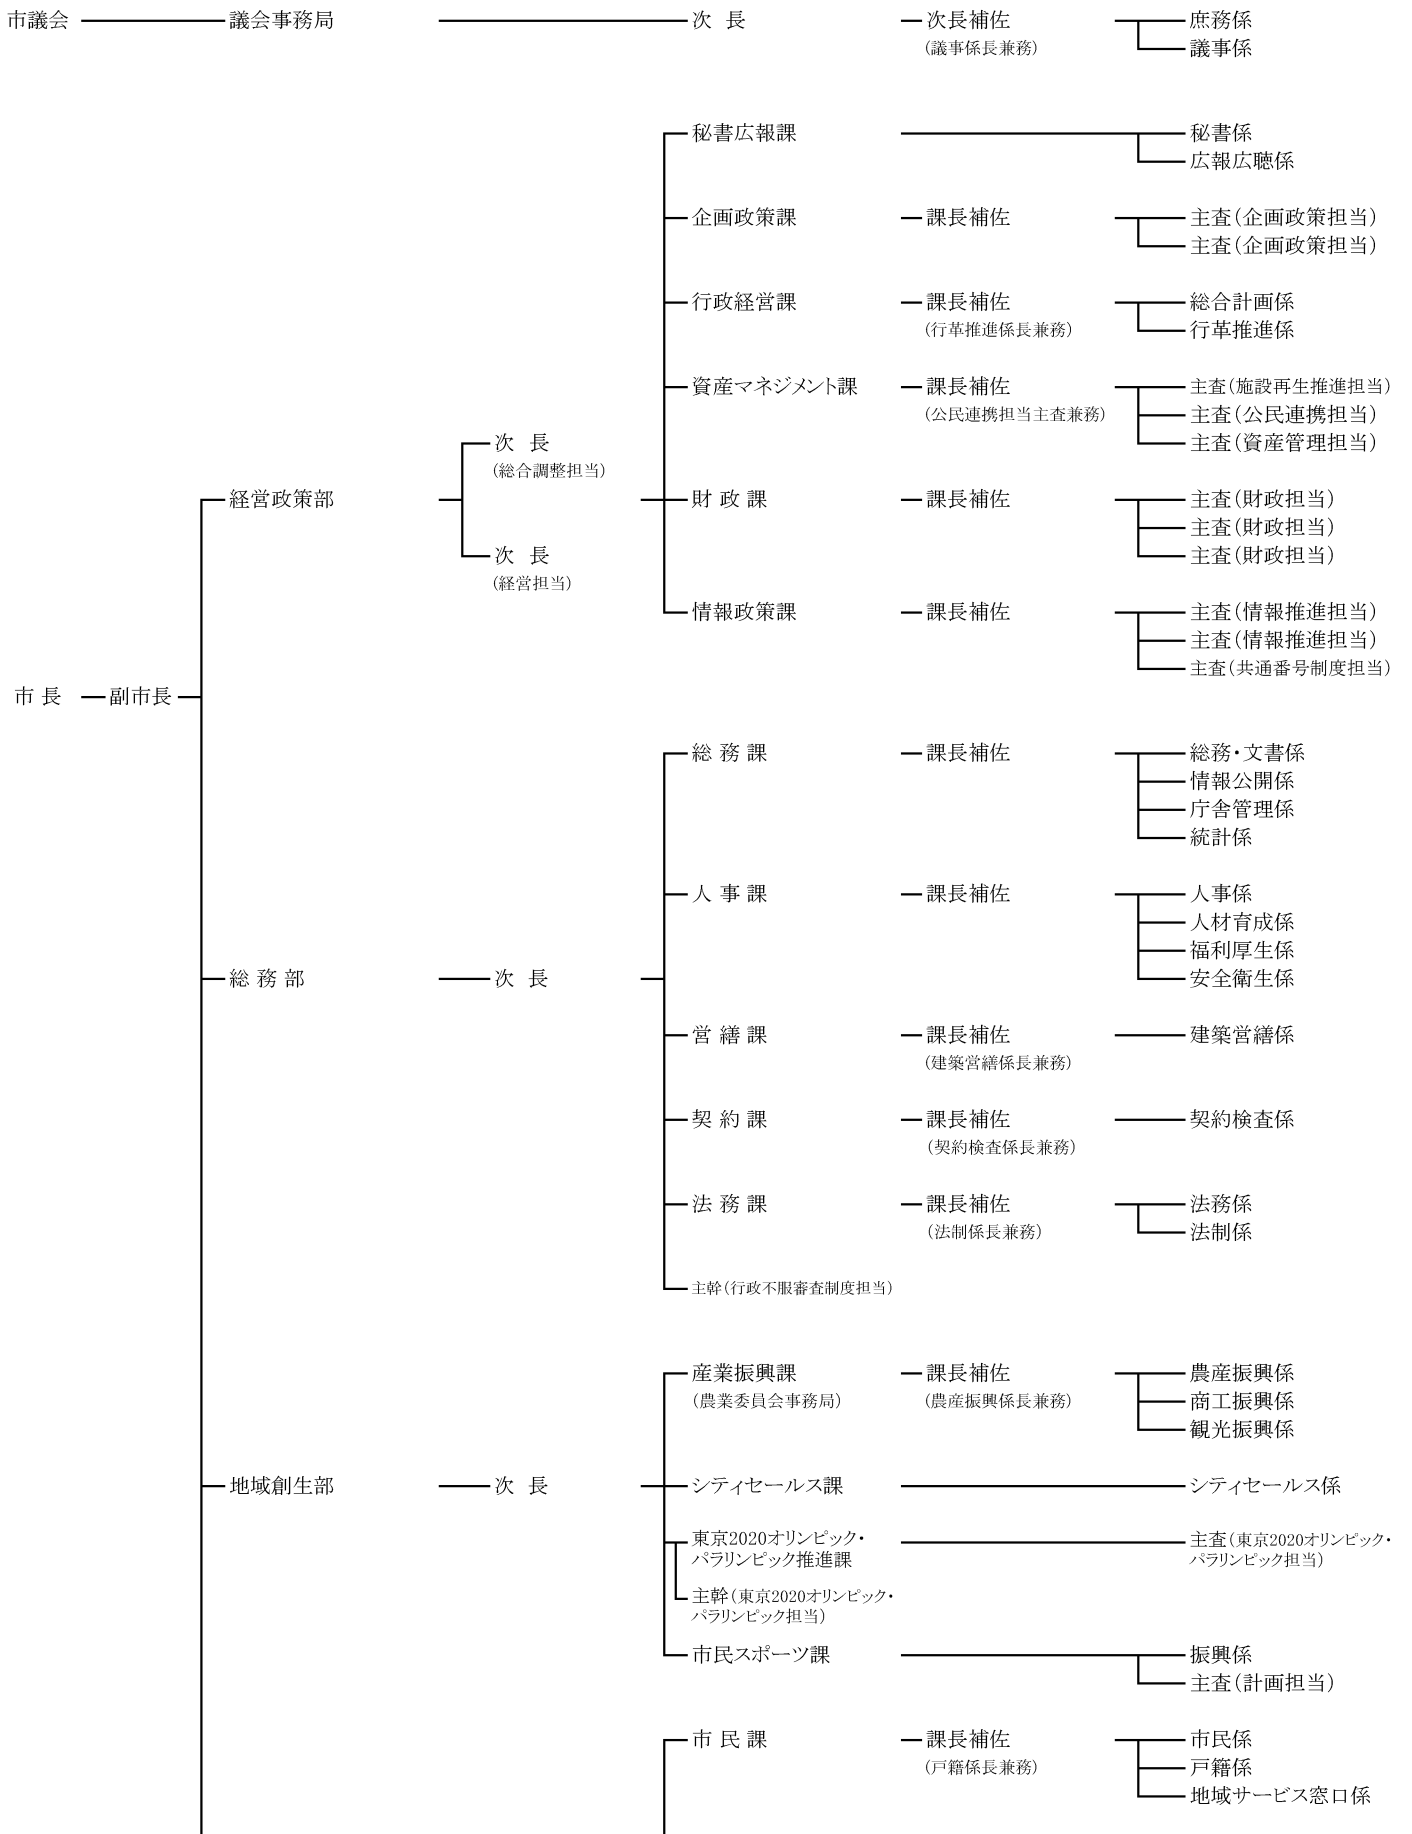 市議会 議会事務局 次 長 次長補佐 庶務係
(議事係長兼務) 議事係
秘書広報課 秘書係
広報広聴係
企画政策課 課長補佐 主査(企画政策担当)
主査(企画政策担当)
行政経営課 課長補佐 総合計画係
(行革推進係長兼務) 行革推進係
資産マネジメント課 課長補佐 主査(施設再生推進担当)
(公民連携担当主査兼務) 主査(公民連携担当)
次 長 主査(資産管理担当)
(総合調整担当)
経営政策部 財 政 課 課長補佐 主査(財政担当)
主査(財政担当)
次 長 主査(財政担当)
(経営担当)
情報政策課 課長補佐 主査(情報推進担当)
主査(情報推進担当)
主査(共通番号制度担当)
市 長 副市長
総 務 課 課長補佐 総務・文書係
情報公開係
庁舎管理係
統計係
人 事 課 課長補佐 人事係
人材育成係
福利厚生係
総 務 部 次 長 安全衛生係
営 繕 課 課長補佐 建築営繕係
(建築営繕係長兼務)
契 約 課 課長補佐 契約検査係
(契約検査係長兼務)
法 務 課 課長補佐 法務係
(法制係長兼務) 法制係
主幹(行政不服審査制度担当)
産業振興課 課長補佐 農産振興係
(農業委員会事務局) (農産振興係長兼務) 商工振興係
観光振興係
地域創生部 次 長 シティセールス課 シティセールス係
東京2020オリンピック・ 主査(東京2020オリンピック・
パラリンピック推進課 パラリンピック担当)
主幹(東京2020オリンピック・
パラリンピック担当)
市民スポーツ課 振興係
主査(計画担当)
市 民 課 課長補佐 市民係
(戸籍係長兼務) 戸籍係
地域サービス窓口係